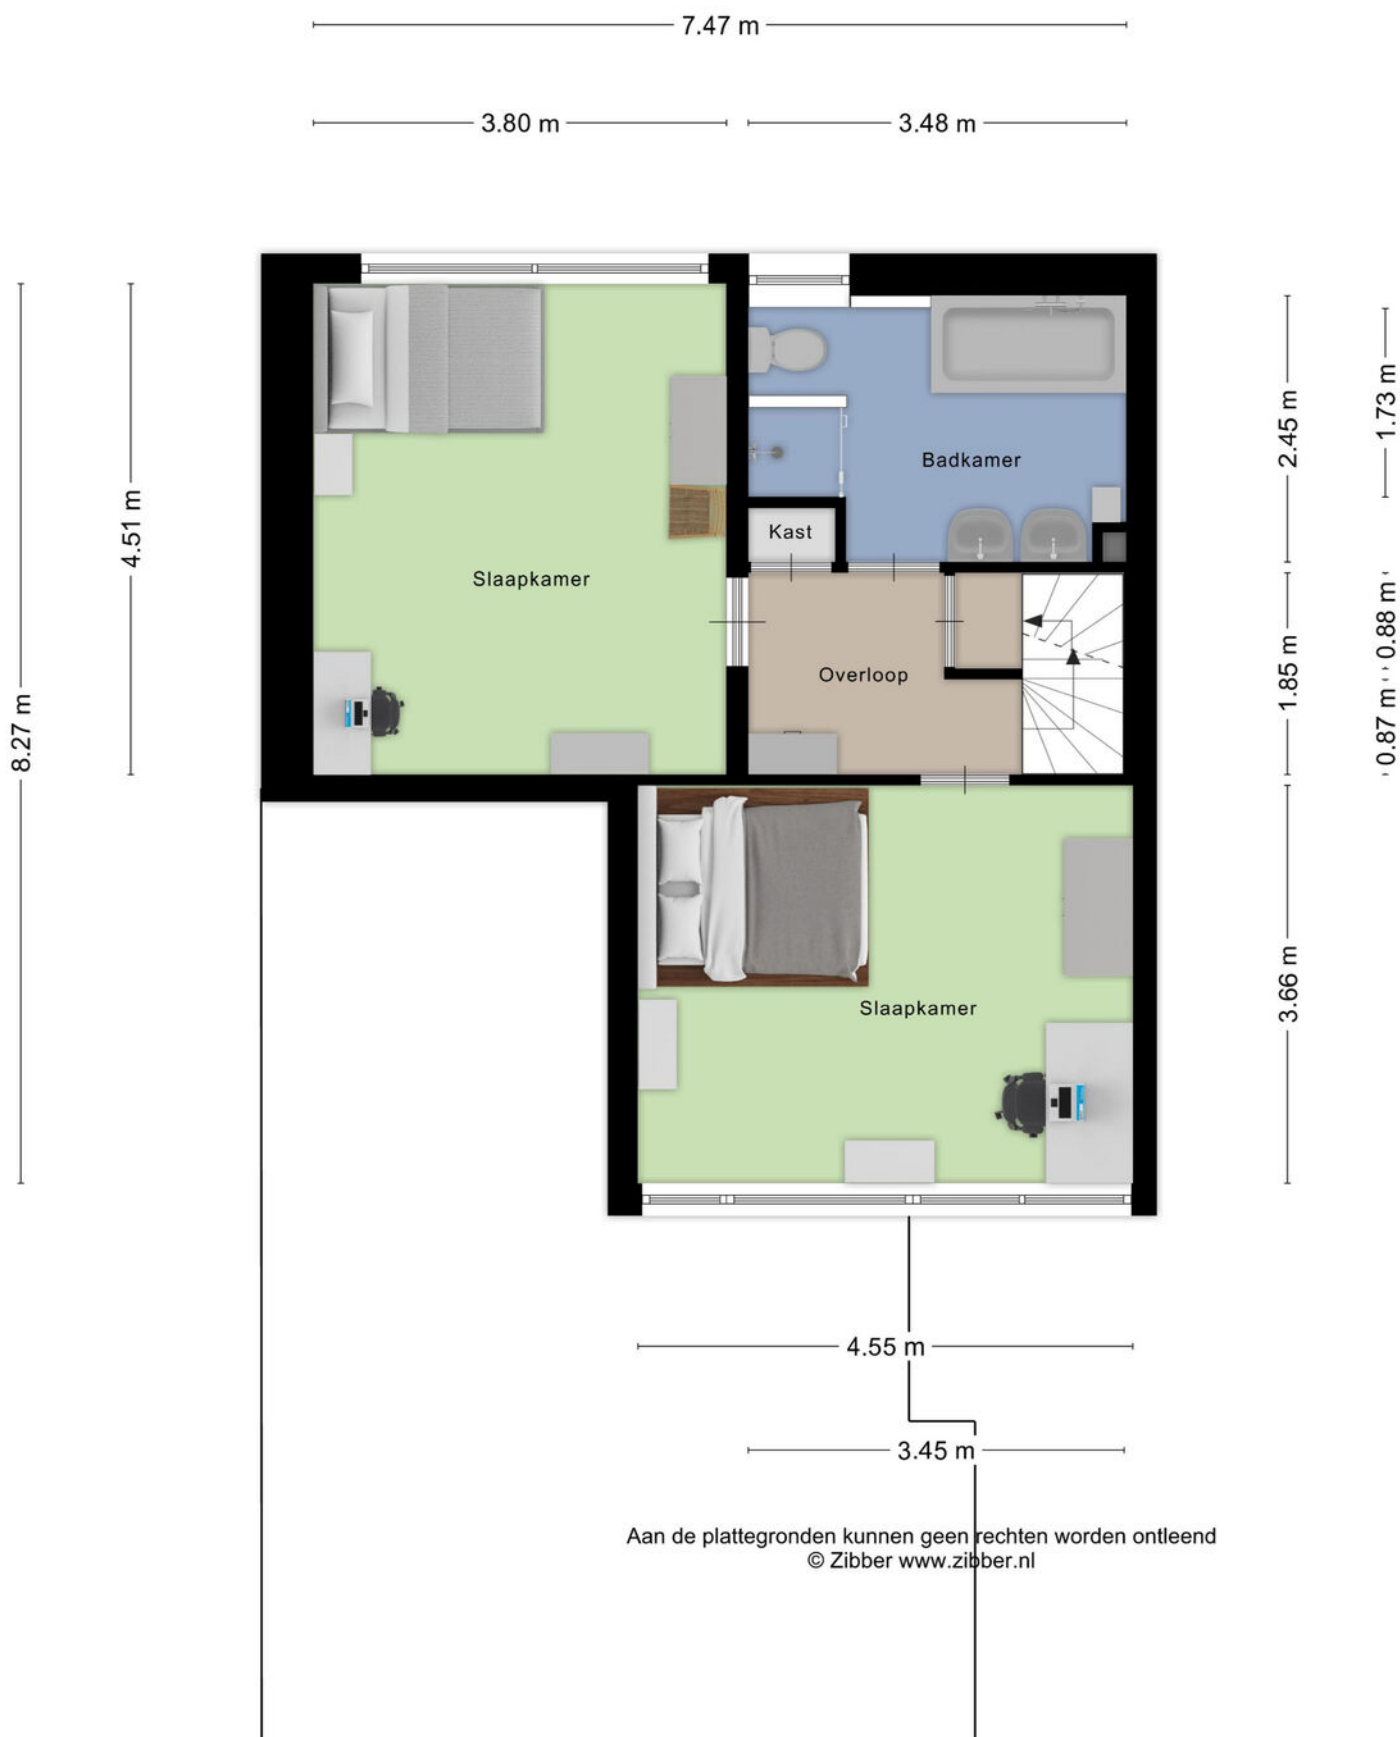 7.47 m
3.80 m
3.48 m
8.27 m
4.51 m
2.45 m
1.73 m
Badkamer
Kast
Slaapkamer
Overloop
1.85 m
0.88 m
0.87 m
Slaapkamer
3.66 m
4.55 m
3.45 m
Aan de plattegronden kunnen geen rechten worden ontleend
© Zibber www.zibber.nl